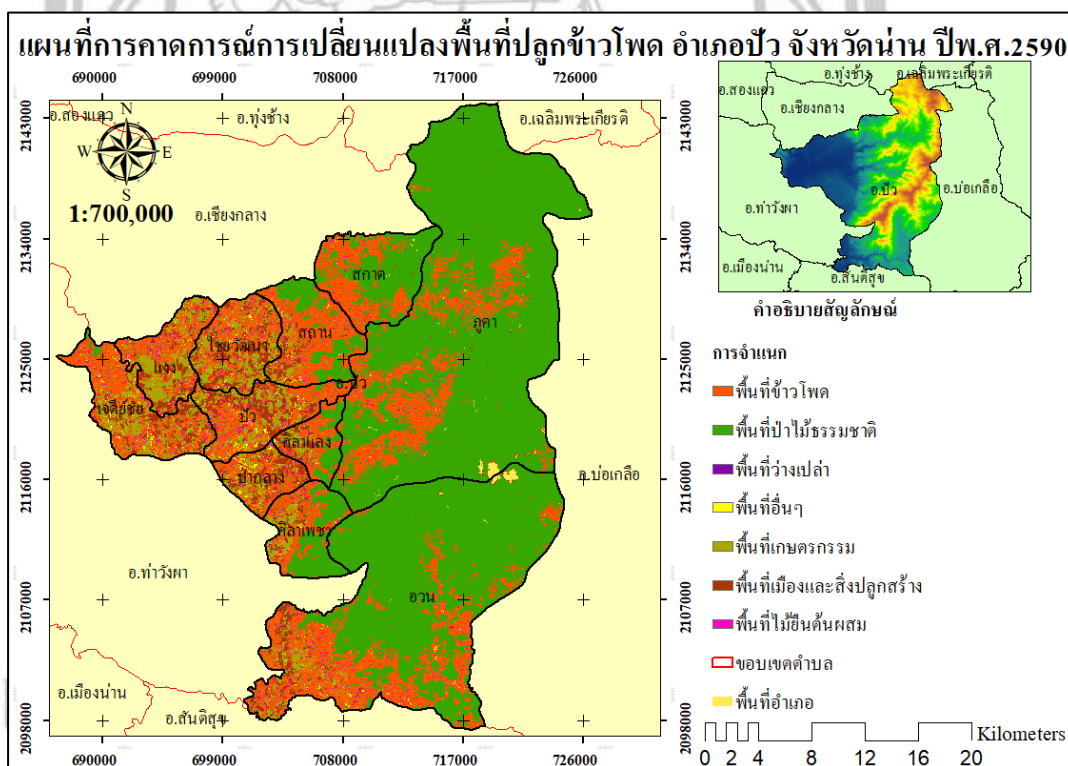 แผนที่การคาดการณ์การเปลี่ยนแปลงพื้นที่ปลูกข้าวโพด อำเภอปัว จังหวัดน่าน ปีพ.ศ.2590
690000 699000 708000 717000 726000
อ.สองแคว
อ.ทุ่งช้าง
อ.เฉลิมพระเกียรติ
N
W E
S
1:700,000
อ.เชียงกลาง
2143000
2134000
2125000
2116000
2107000
2098000
สกาด
ภูคา
สถาน
ไชยวัฒนา
แงง
อ.ปัว
เจดีย์ชัย
ปัว
ศิลาแลง
ป่ากลาง
ศิลาเพชร
อ.บ่อเกลือ
อ.ท่าวังผา
อวน
อ.เมืองน่าน
อ.สันติสุข
2143000
2134000
2125000
2116000
2107000
2098000
690000 699000 708000 717000 726000
อ.ทุ่งช้าง
อ.เฉลิมพระเกียรติ
อ.สองแคว
อ.เชียงกลาง
อ.ปัว
อ.บ่อเกลือ
อ.ท่าวังผา
อ.เมืองน่าน
อ.สันติสุข
คำอธิบายสัญลักษณ์
การจำแนก
พื้นที่ข้าวโพด
พื้นที่ป่าไม้ธรรมชาติ
พื้นที่ว่างเปล่า
พื้นที่อื่นๆ
พื้นที่เกษตรกรรม
พื้นที่เมืองและสิ่งปลูกสร้าง
พื้นที่ไม้ยืนต้นผสม
ขอบเขตตำบล
พื้นที่อำเภอ
Kilometers
0 2 4 8 12 16 20